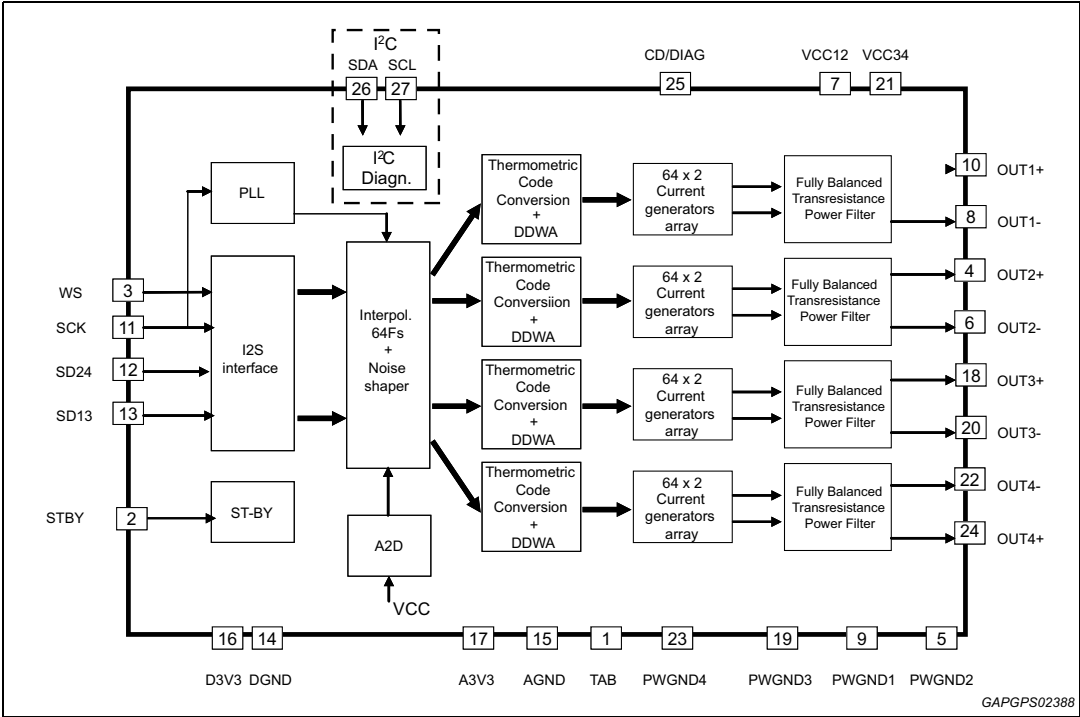 I²C
SDA SCL
26 27
I²C
Diagn.
CD/DIAG
25
VCC12 VCC34
7 21
PLL
WS 3
SCK 11
SD24 12
SD13 13
I2S
interface
STBY 2
ST-BY
Interpol.
64Fs
+
Noise
shaper
A2D
VCC
Thermometric
Code
Conversion
+
DDWA
64 x 2
Current
generators
array
Fully Balanced
Transresistance
Power Filter
10 OUT1+
8 OUT1-
Thermometric
Code
Conversiion
+
DDWA
64 x 2
Current
generators
array
Fully Balanced
Transresistance
Power Filter
4 OUT2+
6 OUT2-
Thermometric
Code
Conversion
+
DDWA
64 x 2
Current
generators
array
Fully Balanced
Transresistance
Power Filter
18 OUT3+
20 OUT3-
Thermometric
Code
Conversion
+
DDWA
64 x 2
Current
generators
array
Fully Balanced
Transresistance
Power Filter
22 OUT4-
24 OUT4+
16 14 17 15 1 23 19 9 5
D3V3 DGND A3V3 AGND TAB PWGND4 PWGND3 PWGND1 PWGND2
GAPGPS02388